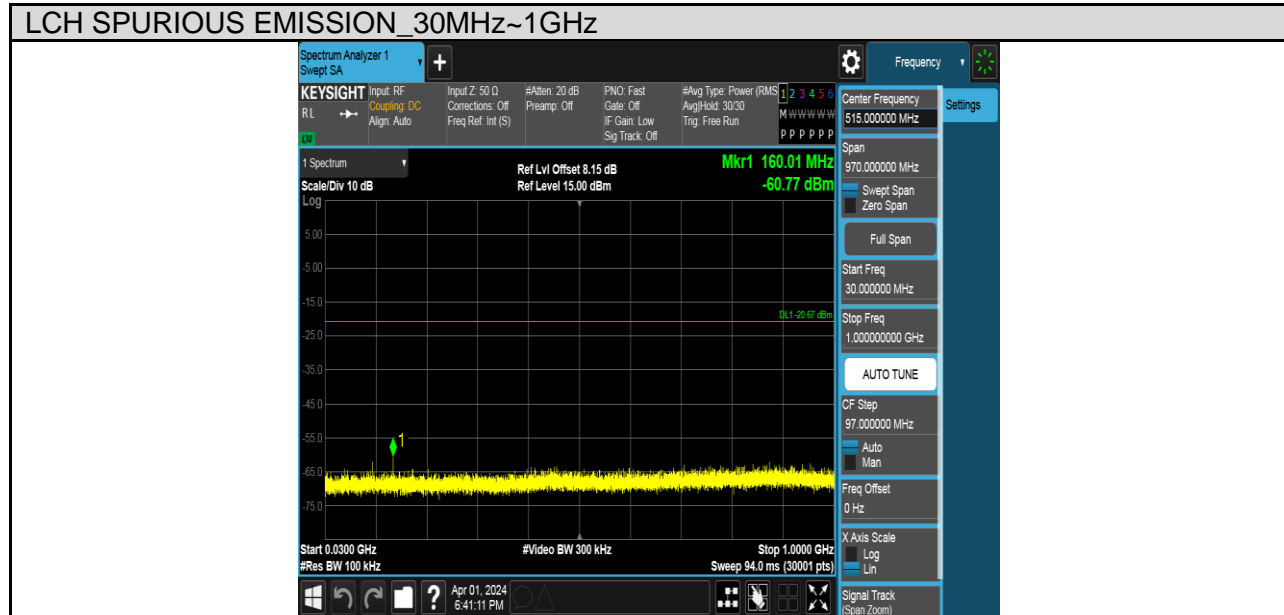 LCH SPURIOUS EMISSION_30MHz~1GHz
Spectrum Analyzer 1
Swept SA
+
Frequency
KEYSIGHT
RL
Input: RF
Coupling: DC
Align: Auto
Input Z: 50 Ω
Corrections: Off
Freq Ref: Int (S)
#Atten: 20 dB
Preamp: Off
PNO: Fast
Gate: Off
IF Gain: Low
Sig Track: Off
#Avg Type: Power (RMS
Avg|Hold: 30/30
Trig: Free Run
1 2 3 4 5 6
M W W W W W
P P P P P P
1 Spectrum
Scale/Div 10 dB
Log
Ref Lvl Offset 8.15 dB
Ref Level 15.00 dBm
Mkr1 160.01 MHz
-60.77 dBm
5.00
-5.00
-15.0
DL1 -20.67 dBm
-25.0
-35.0
-45.0
-55.0
1
-65.0
-75.0
Start 0.0300 GHz
#Res BW 100 kHz
#Video BW 300 kHz
Stop 1.0000 GHz
Sweep 94.0 ms (30001 pts)
?
Apr 01, 2024
6:41:11 PM
Center Frequency
515.000000 MHz
Settings
Span
970.000000 MHz
Swept Span
Zero Span
Full Span
Start Freq
30.000000 MHz
Stop Freq
1.000000000 GHz
AUTO TUNE
CF Step
97.000000 MHz
Auto
Man
Freq Offset
0 Hz
X Axis Scale
Log
Lin
Signal Track
(Span Zoom)